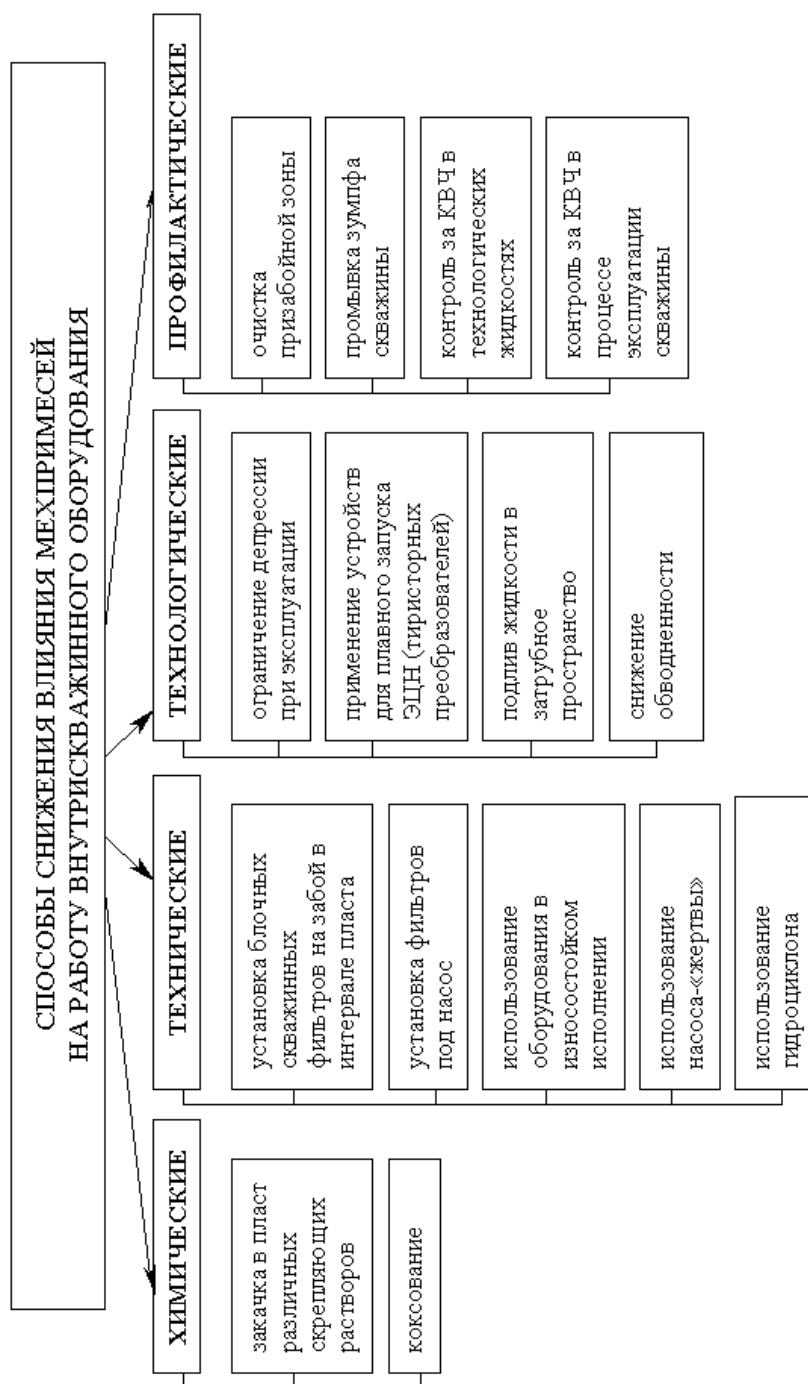 СПОСОБЫ СНИЖЕНИЯ ВЛИЯНИЯ МЕХПРИМЕСЕЙ
НА РАБОТУ ВНУТРИСКВАЖИННОГО ОБОРУДОВАНИЯ
ХИМИЧЕСКИЕ
закачка в пласт
различных
скрепляющих
растворов
коксование
ТЕХНИЧЕСКИЕ
установка блочных
скважинных
фильтров на забой в
интервале пласта
установка фильтров
под насос
использование
оборудования в
износостойком
исполнении
использование
насоса-«жертвы»
использование
гидроциклона
ТЕХНОЛОГИЧЕСКИЕ
ограничение депрессии
при эксплуатации
применение устройств
для плавного запуска
ЭЦН (тиристорных
преобразователей)
подлив жидкости в
затрубное
пространство
снижение
обводненности
ПРОФИЛАКТИЧЕСКИЕ
очистка
призабойной зоны
промывка зумпфа
скважины
контроль за КВЧ в
технологических
жидкостях
контроль за КВЧ в
процессе
эксплуатации
скважины